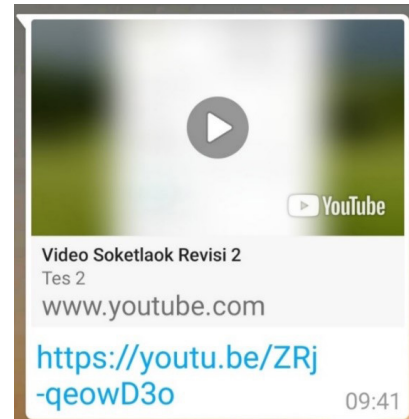 YouTube
Video Soketlaok Revisi 2
Tes 2
www.youtube.com
https://youtu.be/ZRj
-qeowD3o
09:41